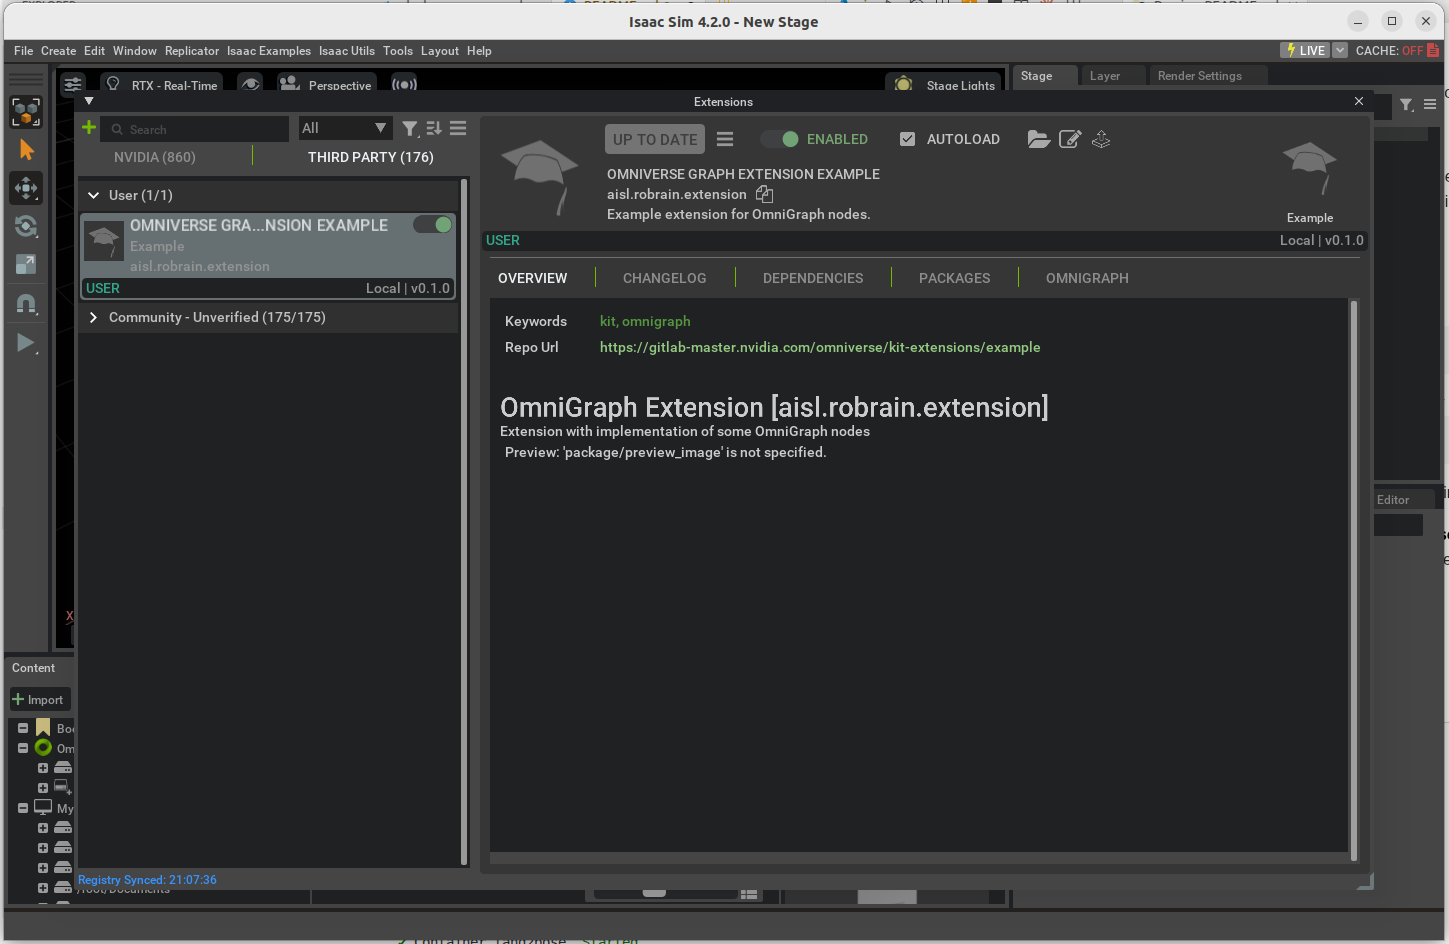 Isaac Sim 4.2.0 - New Stage
File Create Edit Window Replicator Isaac Examples Isaac Utils Tools Layout Help
LIVE
CACHE: OFF
RTX - Real-Time
Perspective
Stage Lights
Stage
Layer
Render Settings
Extensions
Search
All
NVIDIA (860)
THIRD PARTY (176)
User (1/1)
OMNIVERSE GRA...NSION EXAMPLE
Example
aisl.robrain.extension
USER
Local | v0.1.0
Community - Unverified (175/175)
UP TO DATE
ENABLED
AUTOLOAD
OMNIVERSE GRAPH EXTENSION EXAMPLE
aisl.robrain.extension
Example extension for OmniGraph nodes.
Example
USER
Local | v0.1.0
OVERVIEW
CHANGELOG
DEPENDENCIES
PACKAGES
OMNIGRAPH
Keywords kit, omnigraph
Repo Url https://gitlab-master.nvidia.com/omniverse/kit-extensions/example
OmniGraph Extension [aisl.robrain.extension]
Extension with implementation of some OmniGraph nodes
Preview: 'package/preview_image' is not specified.
Editor
X
Content
Import
Boo
Om
My
Registry Synced: 21:07:36